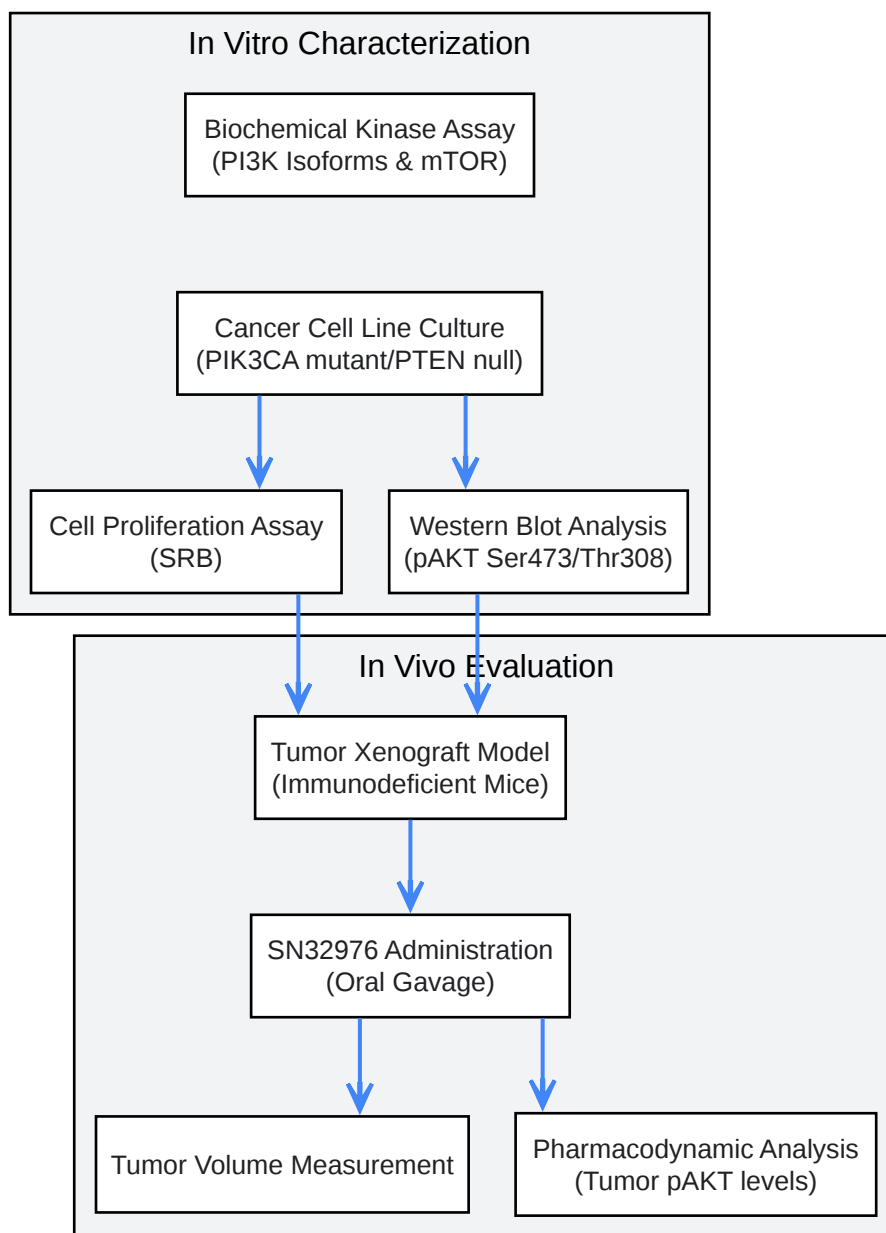 In Vitro Characterization
Biochemical Kinase Assay
(PI3K Isoforms & mTOR)
Cancer Cell Line Culture
(PIK3CA mutant/PTEN null)
Cell Proliferation Assay
(SRB)
Western Blot Analysis
(pAKT Ser473/Thr308)
In Vivo Evaluation
Tumor Xenograft Model
(Immunodeficient Mice)
SN32976 Administration
(Oral Gavage)
Tumor Volume Measurement
Pharmacodynamic Analysis
(Tumor pAKT levels)